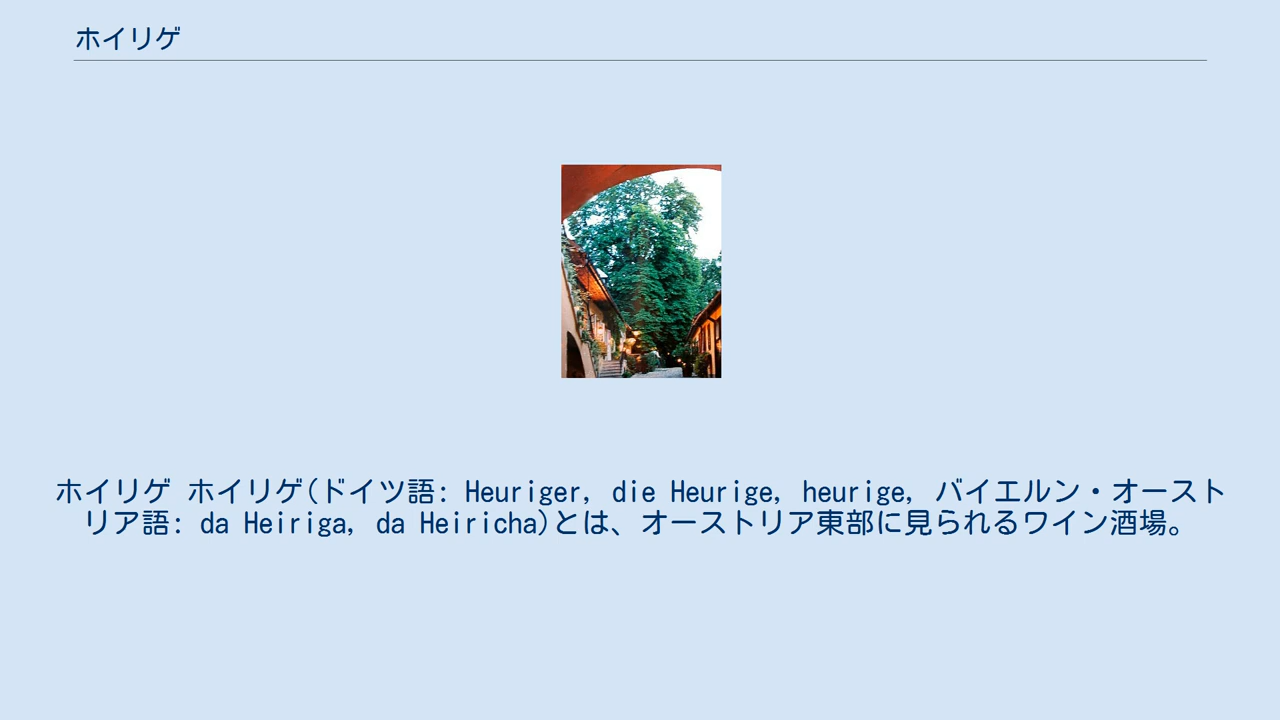 ホイリゲ
ホイリゲ ホイリゲ(ドイツ語: Heuriger, die Heurige, heurige, バイエルン・オースト
リア語: da Heiriga, da Heiricha)とは、オーストリア東部に見られるワイン酒場。